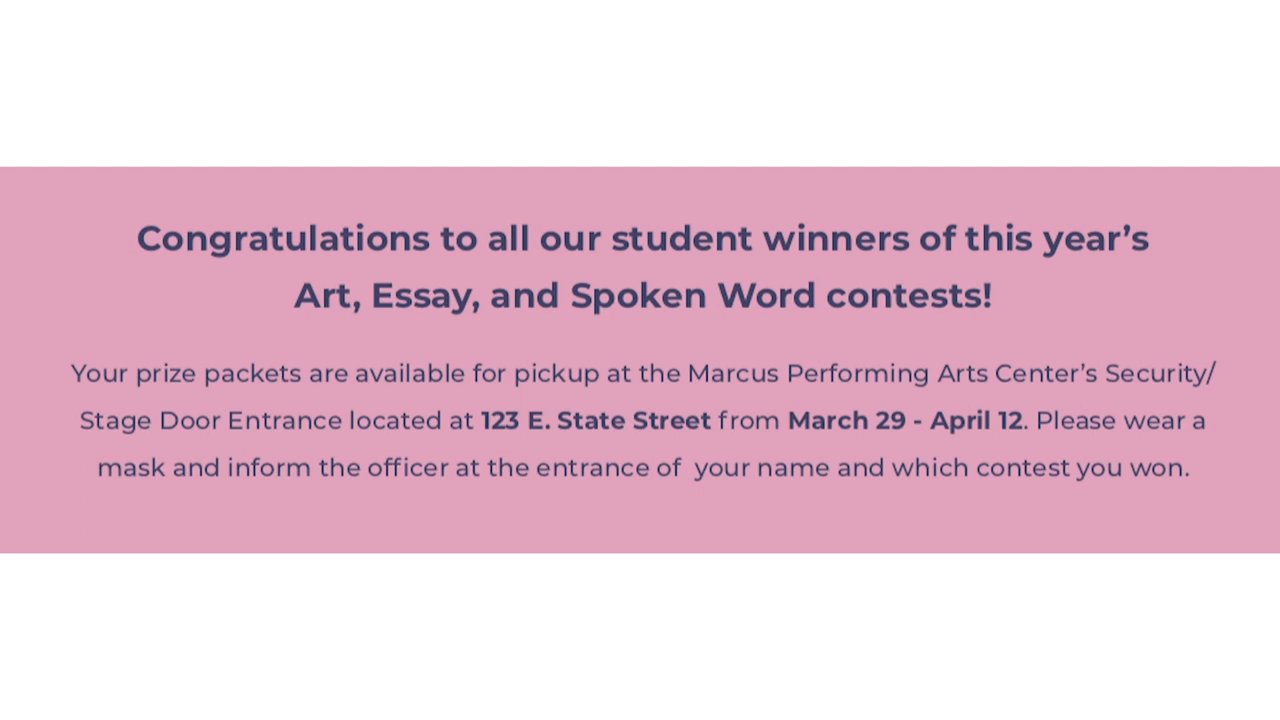 Congratulations to all our student winners of this year’s
Art, Essay, and Spoken Word contests!
Your prize packets are available for pickup at the Marcus Performing Arts Center’s Security/
Stage Door Entrance located at 123 E. State Street from March 29 - April 12. Please wear a
mask and inform the officer at the entrance of  your name and which contest you won.